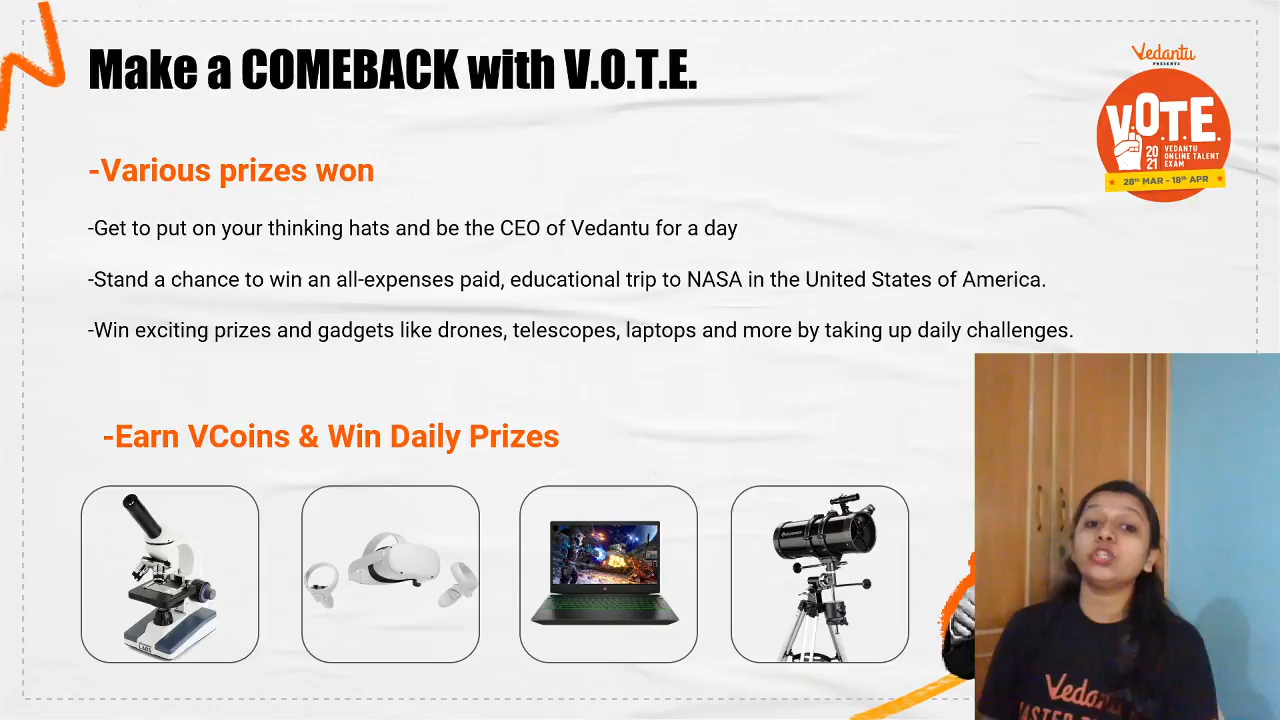 Make a COMEBACK with V.O.T.E.
Vedantu
PRESENTS
V.O.T.E.
2021
VEDANTU
ONLINE TALENT
EXAM
28th MAR - 18th APR
-Various prizes won
-Get to put on your thinking hats and be the CEO of Vedantu for a day
-Stand a chance to win an all-expenses paid, educational trip to NASA in the United States of America.
-Win exciting prizes and gadgets like drones, telescopes, laptops and more by taking up daily challenges.
-Earn VCoins & Win Daily Prizes